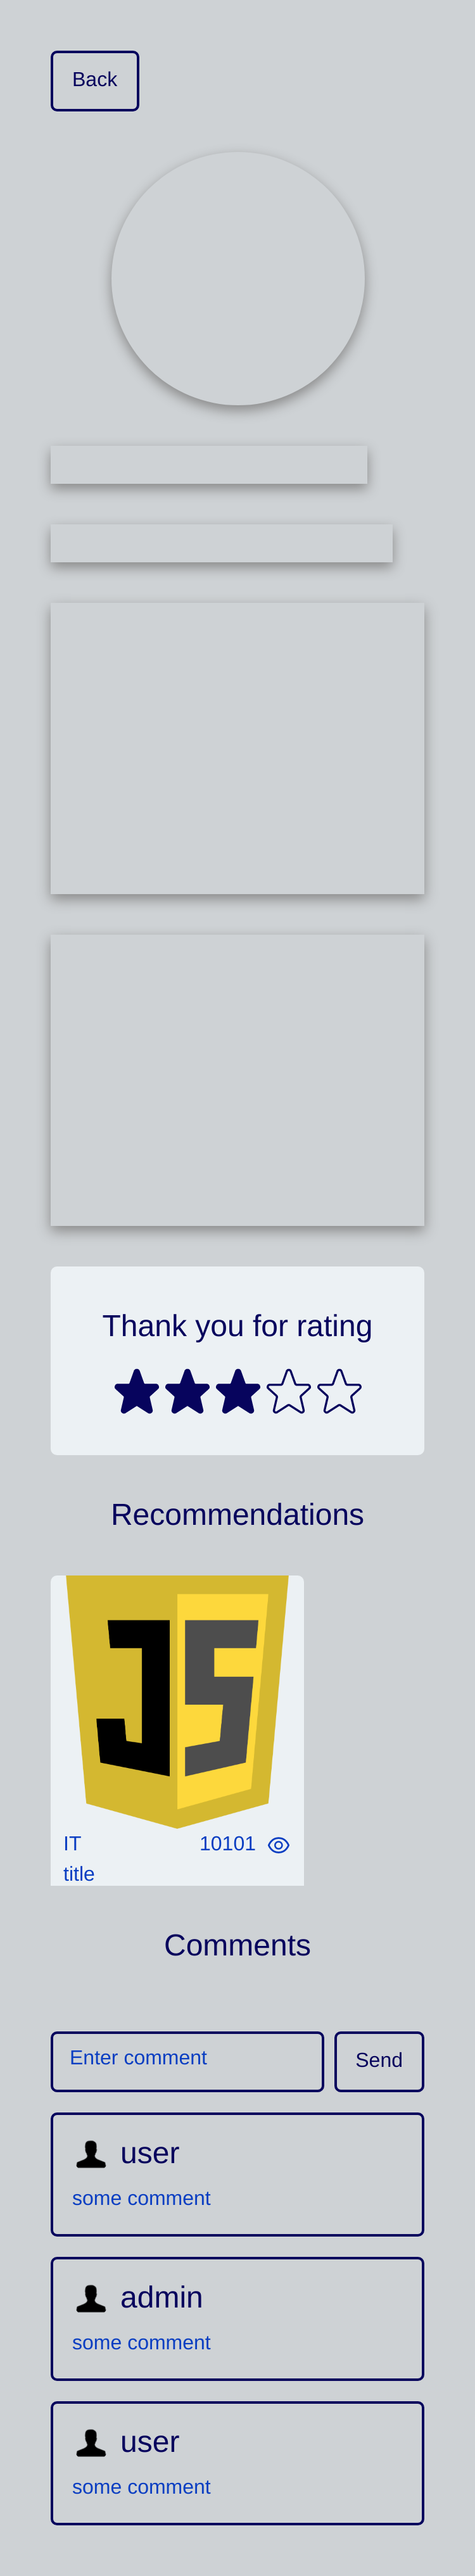 Back
Thank you for rating
Recommendations
JS
IT 10101
title
Comments
Enter comment Send
user
some comment
admin
some comment
user
some comment